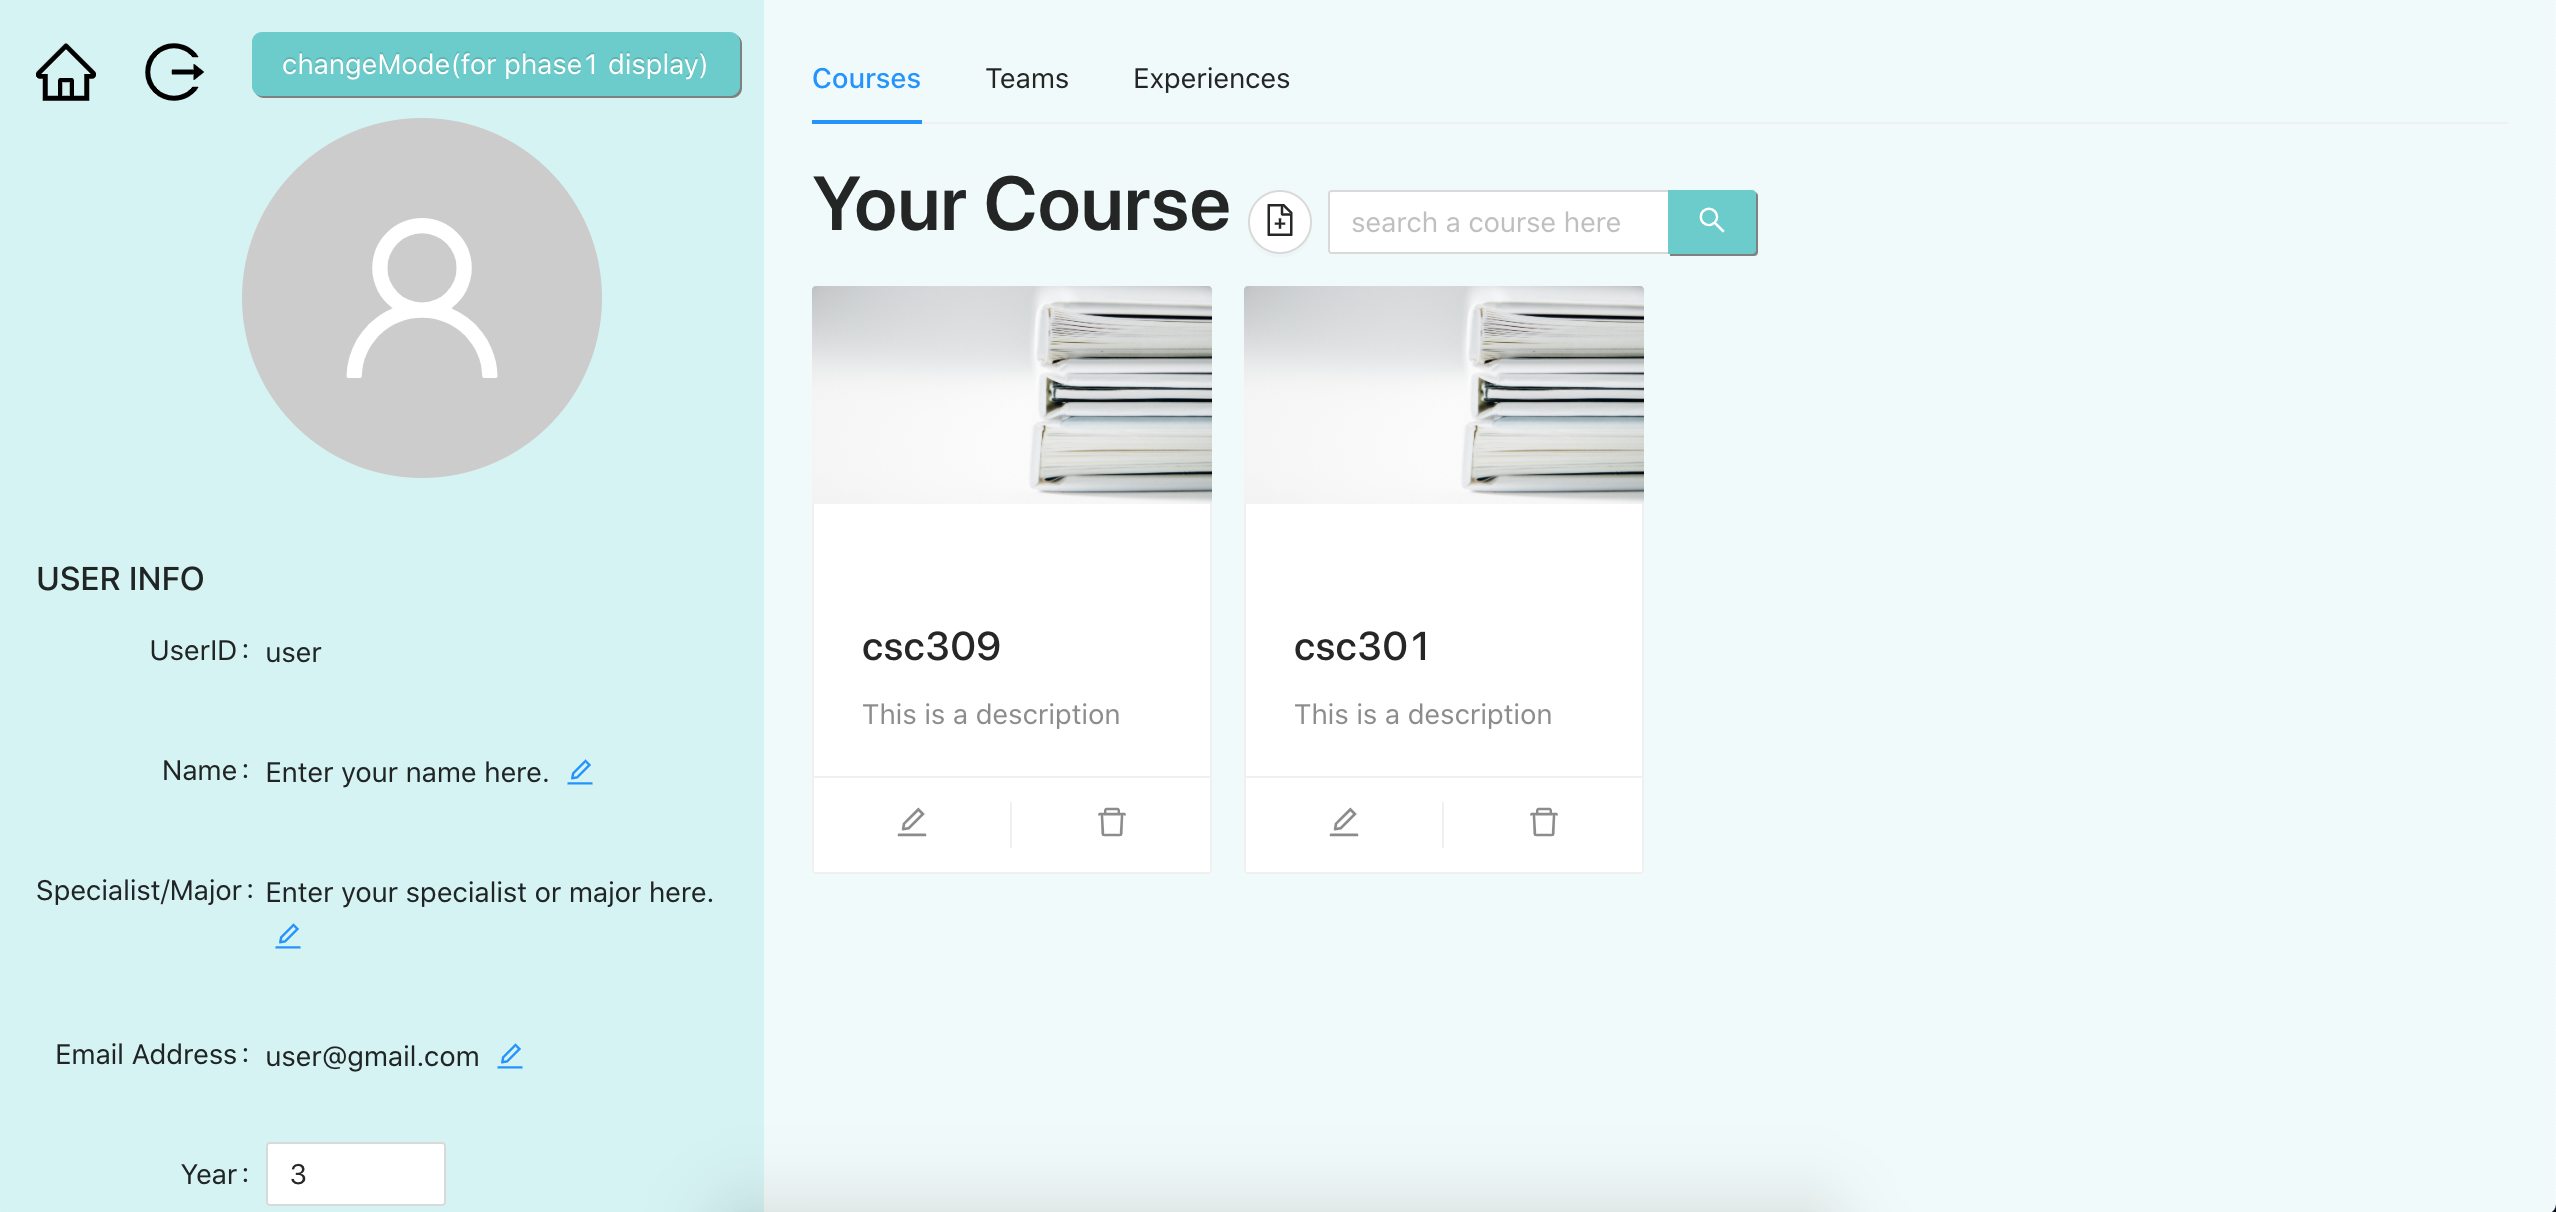 changeMode(for phase1 display)
USER INFO
UserID: user
Name: Enter your name here.
Specialist/Major: Enter your specialist or major here.
Email Address: user@gmail.com
Year: 3
Courses Teams Experiences
Your Course search a course here
csc309
This is a description
csc301
This is a description